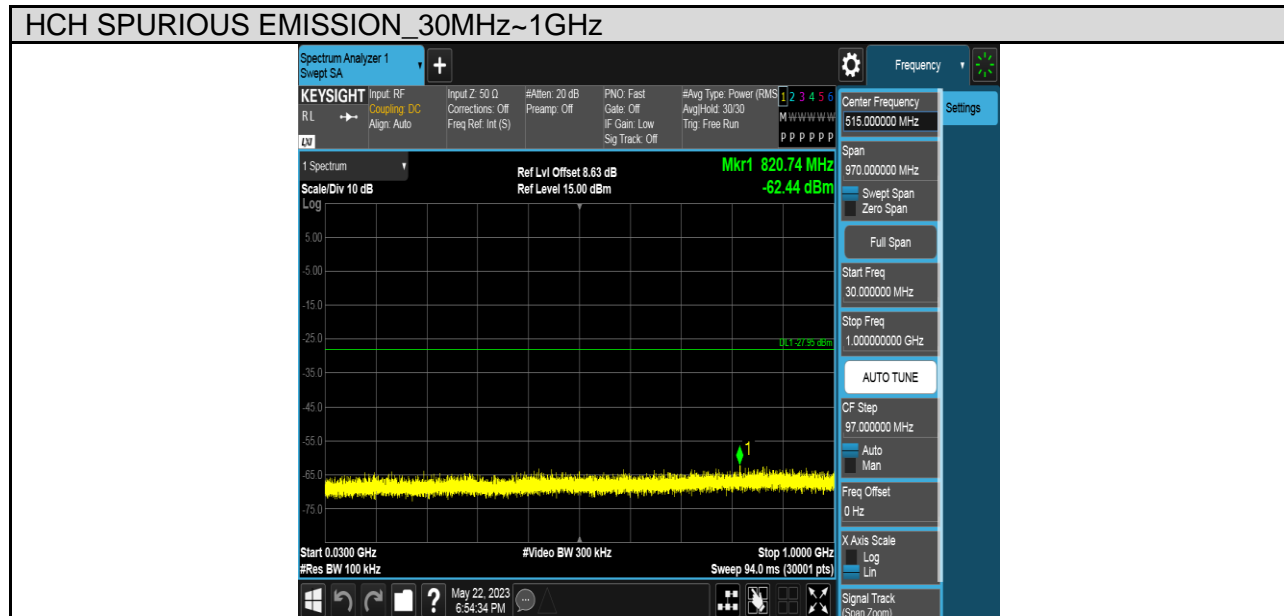 HCH SPURIOUS EMISSION_30MHz~1GHz
Spectrum Analyzer 1
Swept SA
Frequency
KEYSIGHT
RL
LXI
Input: RF
Coupling: DC
Align: Auto
Input Z: 50 Ω
Corrections: Off
Freq Ref: Int (S)
#Atten: 20 dB
Preamp: Off
PNO: Fast
Gate: Off
IF Gain: Low
Sig Track: Off
#Avg Type: Power (RMS
Avg|Hold: 30/30
Trig: Free Run
1 2 3 4 5 6
M W W W W W
P P P P P P
1 Spectrum
Scale/Div 10 dB
Ref Lvl Offset 8.63 dB
Ref Level 15.00 dBm
Mkr1 820.74 MHz
-62.44 dBm
Log
5.00
-5.00
-15.0
-25.0
DL1 -27.95 dBm
-35.0
-45.0
-55.0
1
-65.0
-75.0
Start 0.0300 GHz
#Res BW 100 kHz
#Video BW 300 kHz
Stop 1.0000 GHz
Sweep 94.0 ms (30001 pts)
?
May 22, 2023
6:54:34 PM
Center Frequency
515.000000 MHz
Settings
Span
970.000000 MHz
Swept Span
Zero Span
Full Span
Start Freq
30.000000 MHz
Stop Freq
1.000000000 GHz
AUTO TUNE
CF Step
97.000000 MHz
Auto
Man
Freq Offset
0 Hz
X Axis Scale
Log
Lin
Signal Track
(Span Zoom)